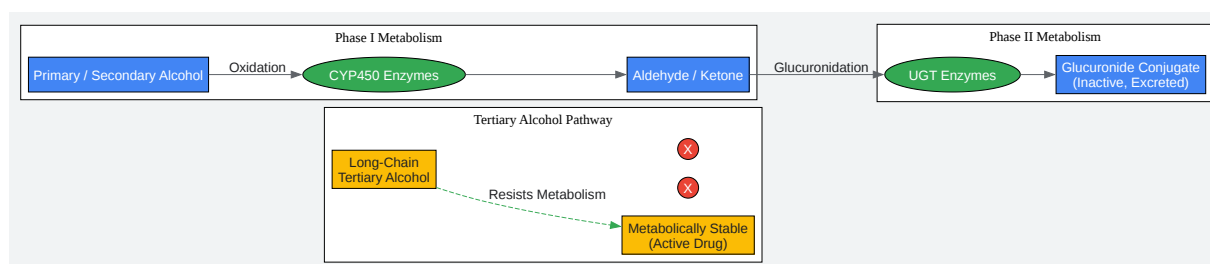 Phase I Metabolism
Primary / Secondary Alcohol
Oxidation
CYP450 Enzymes
Aldehyde / Ketone
Glucuronidation
Phase II Metabolism
UGT Enzymes
Glucuronide Conjugate
(Inactive, Excreted)
Tertiary Alcohol Pathway
Long-Chain
Tertiary Alcohol
Resists Metabolism
X
X
Metabolically Stable
(Active Drug)